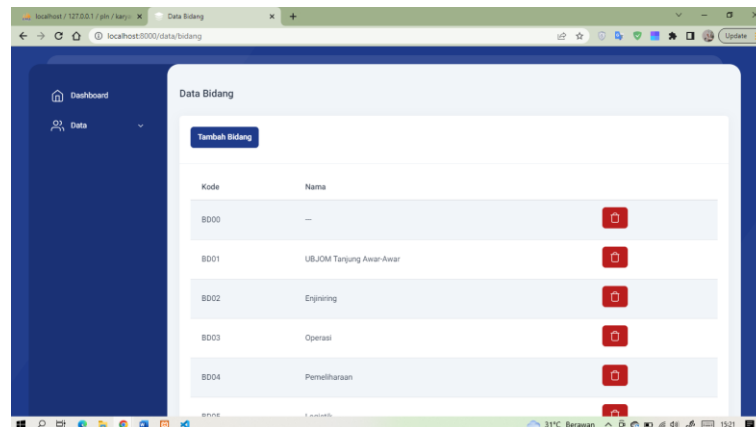 localhost / 127.0.0.1 / pln / karya
Data Bidang
localhost:8000/data/bidang
Update
Dashboard
Data
Data Bidang
Tambah Bidang
Kode Nama
BD00 ---
BD01 UBJOM Tanjung Awar-Awar
BD02 Enjiniring
BD03 Operasi
BD04 Pemeliharaan
BD05 Logistik
31°C Berawan 15:21